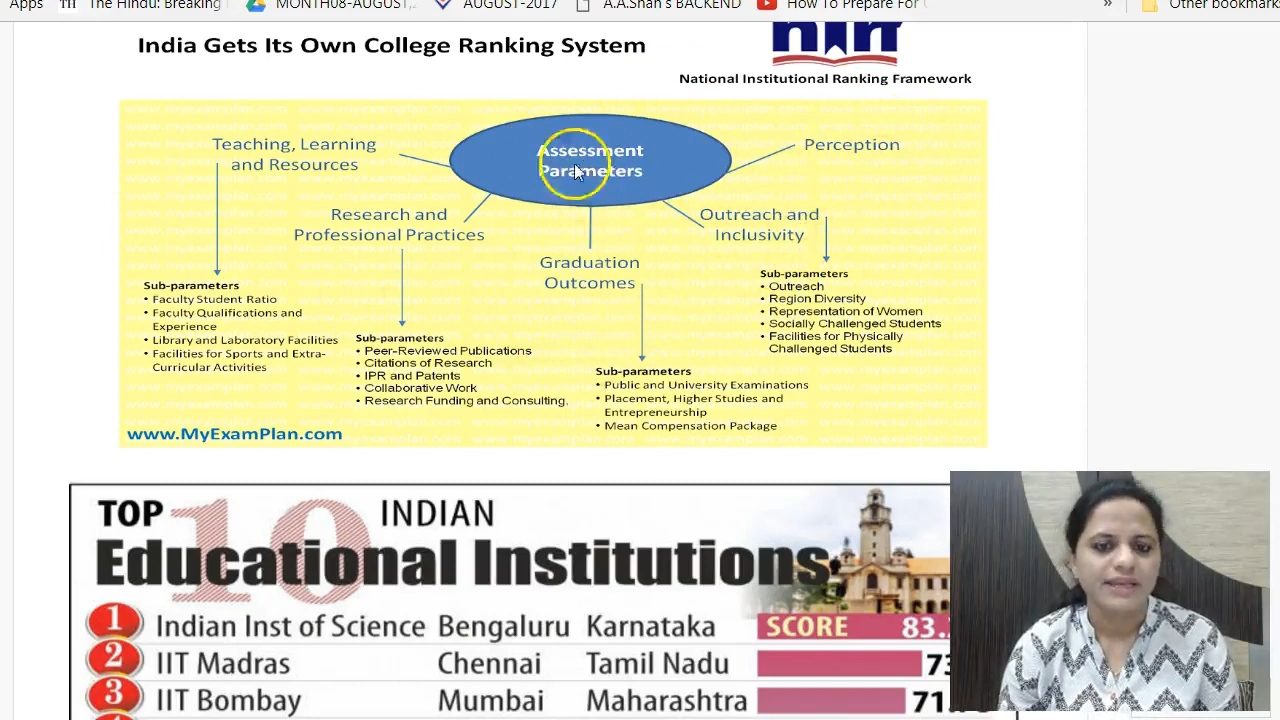 Apps
The Hindu: Breaking
MONTH08-AUGUST,
AUGUST-2017
A.A.Shah's BACKEND
How To Prepare For
»
Other bookmarks
India Gets Its Own College Ranking System
National Institutional Ranking Framework
Assessment
Parameters
Teaching, Learning
and Resources
Sub-parameters
• Faculty Student Ratio
• Faculty Qualifications and
Experience
• Library and Laboratory Facilities
• Facilities for Sports and Extra-
Curricular Activities
Research and
Professional Practices
Sub-parameters
• Peer-Reviewed Publications
• Citations of Research
• IPR and Patents
• Collaborative Work
• Research Funding and Consulting.
Graduation
Outcomes
Sub-parameters
• Public and University Examinations
• Placement, Higher Studies and
Entrepreneurship
• Mean Compensation Package
Outreach and
Inclusivity
Sub-parameters
• Outreach
• Region Diversity
• Representation of Women
• Socially Challenged Students
• Facilities for Physically
Challenged Students
Perception
www.MyExamPlan.com
TOP 10 INDIAN
Educational Institutions
1 Indian Inst of Science Bengaluru Karnataka SCORE 83.
2 IIT Madras Chennai Tamil Nadu 73
3 IIT Bombay Mumbai Maharashtra 71.